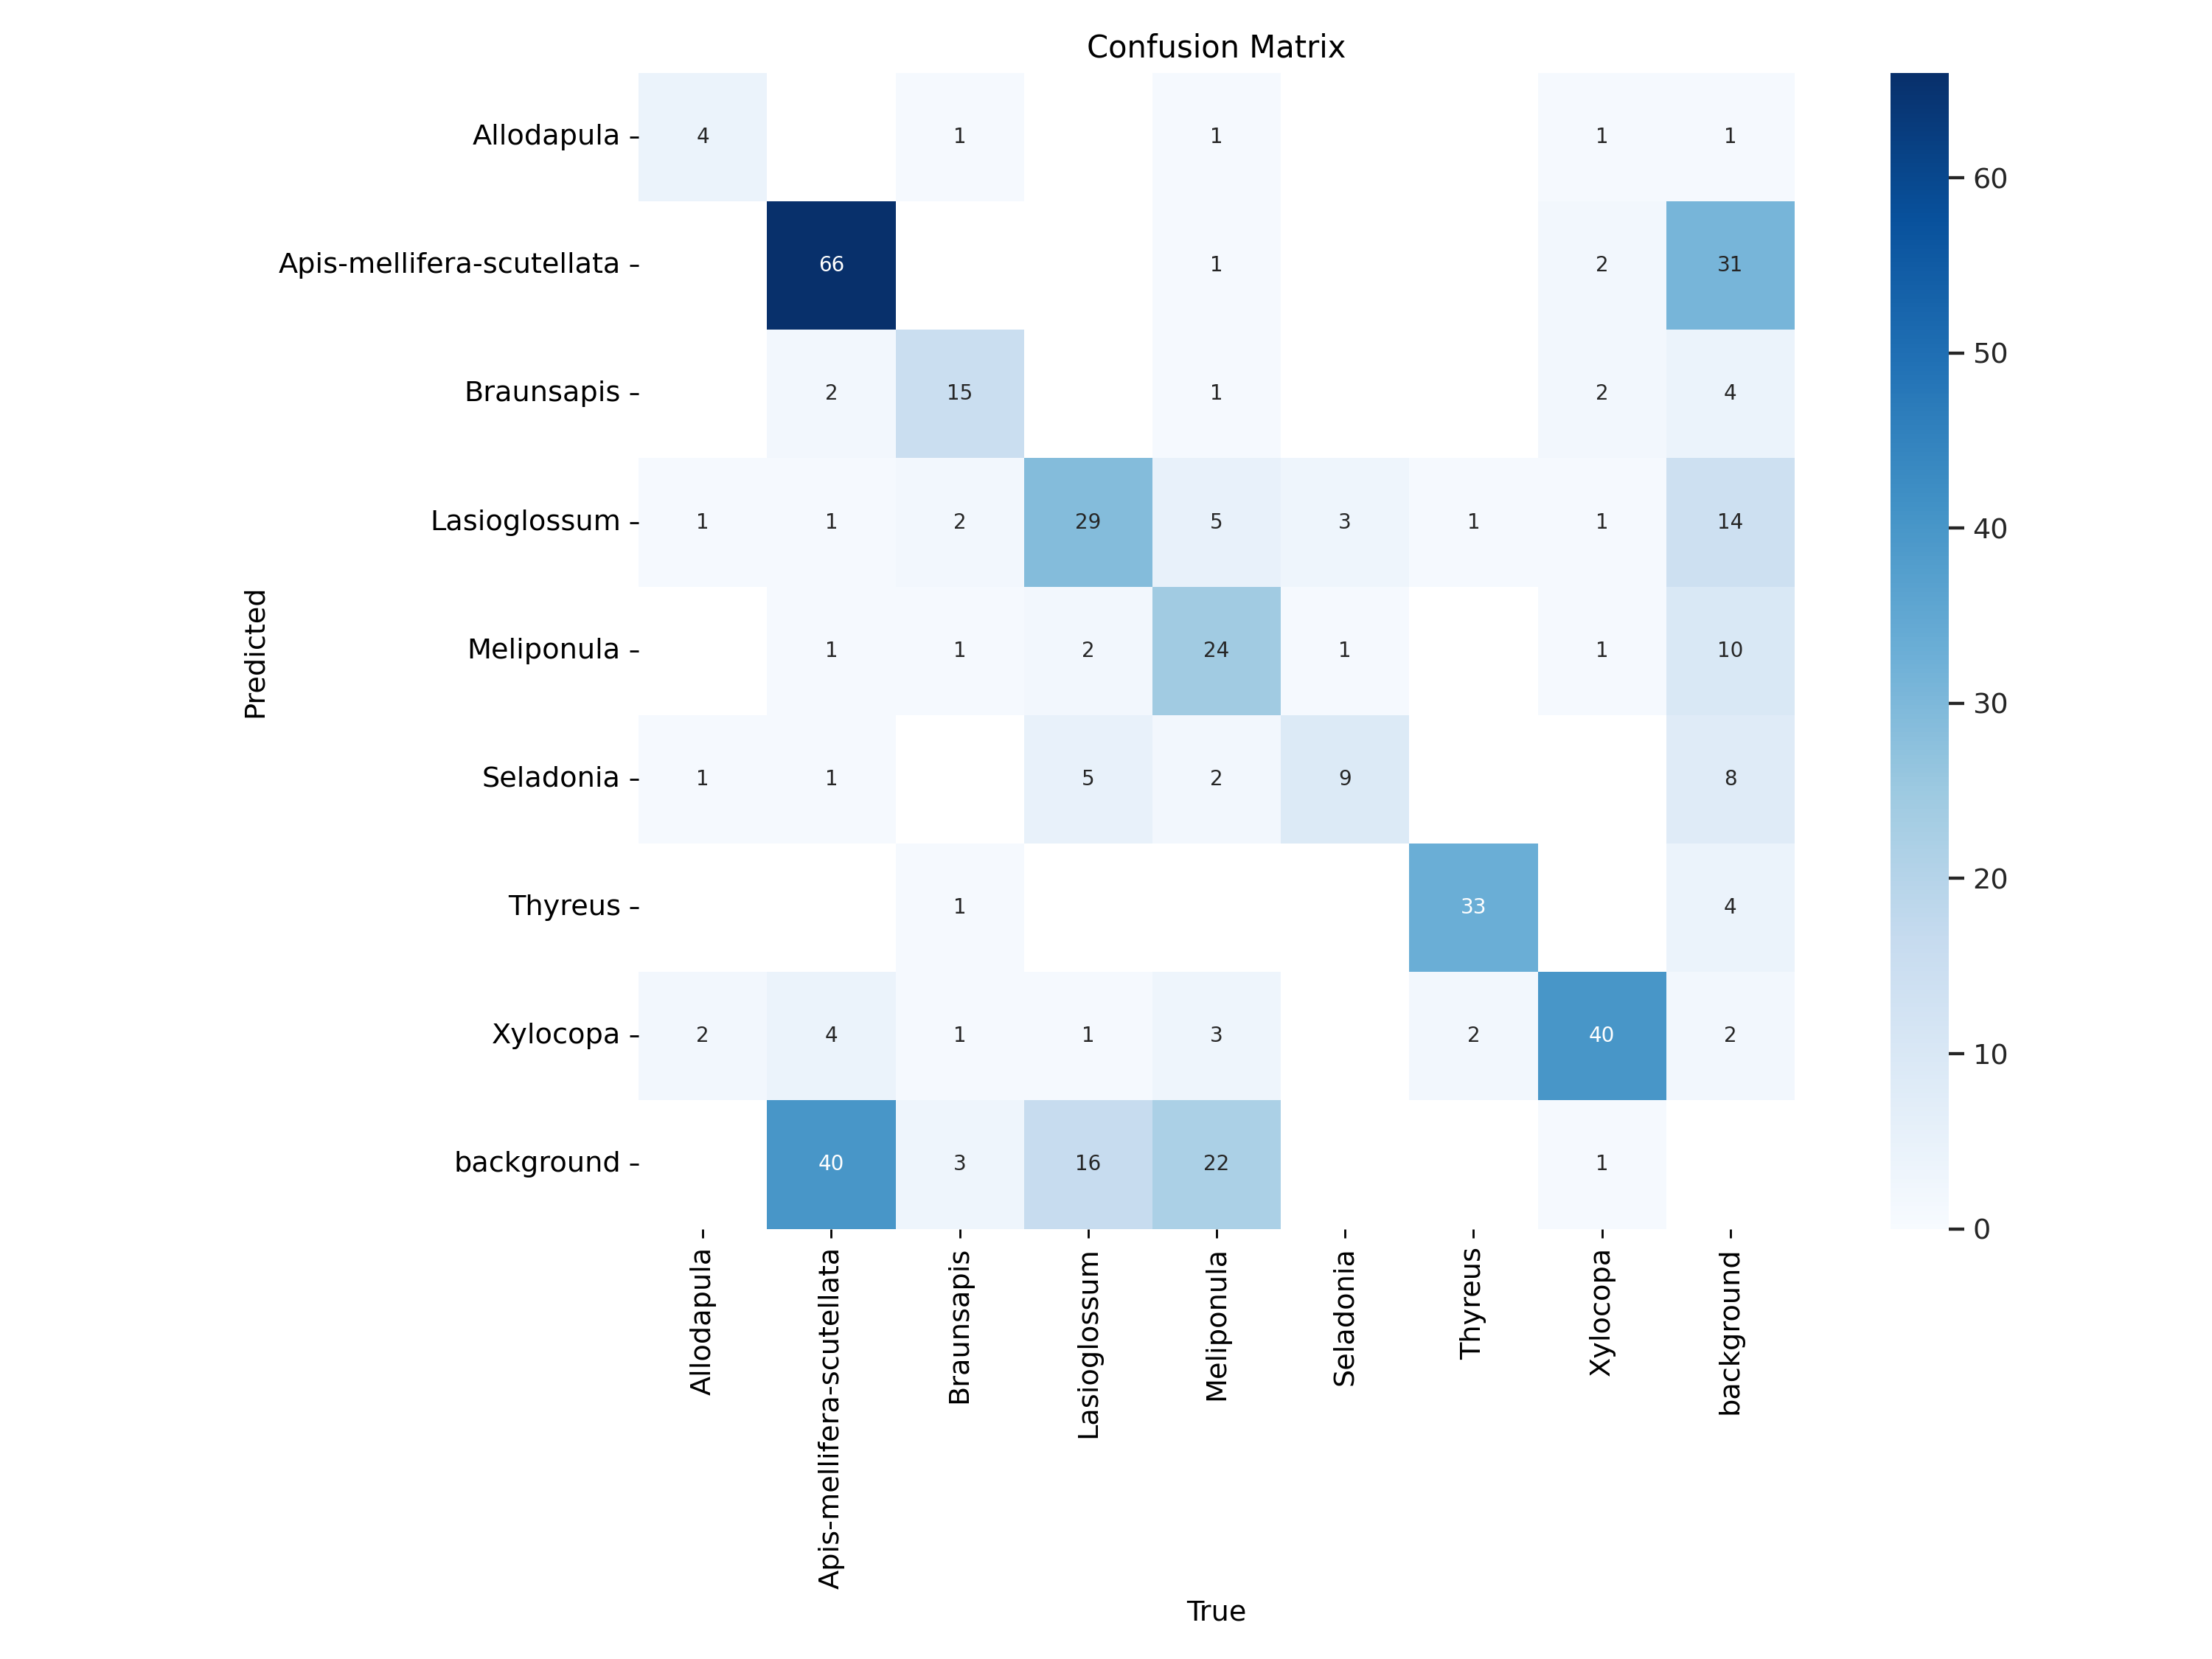 Confusion Matrix
Allodapula 4 1 1 1 1
Apis-mellifera-scutellata 66 1 2 31
Braunsapis 2 15 1 2 4
Lasioglossum 1 1 2 29 5 3 1 1 14
Meliponula 1 1 2 24 1 1 10
Seladonia 1 1 5 2 9 8
Thyreus 1 33 4
Xylocopa 2 4 1 1 3 2 40 2
background 40 3 16 22 1
Predicted
Allodapula
Apis-mellifera-scutellata
Braunsapis
Lasioglossum
Meliponula
Seladonia
Thyreus
Xylocopa
background
True
60
50
40
30
20
10
0